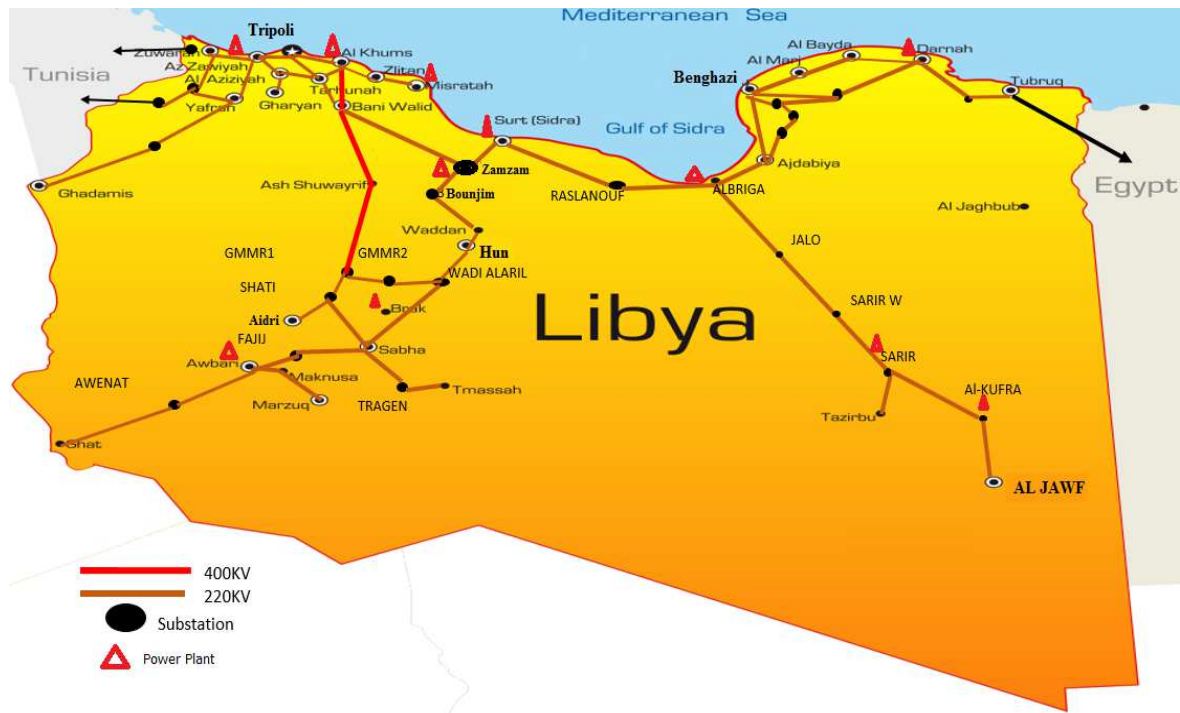 Mediterranean Sea
Tripoli
Zuwarah
Al Khums
Az Zawiyah
Zlitan
Al Aziziyah
Tarhunah
Misratah
Tunisia
Yafran
Gharyan
Bani Walid
Al Bayda
Darnah
Al Marj
Benghazi
Tubruq
Surt (Sidra)
Gulf of Sidra
Ajdabiya
Zamzam
Ghadamis
Ash Shuwayrif
Bounjim
RASLANOUF
ALBRIGA
Egypt
Al Jaghbub
Waddan
Hun
JALO
GMMR1
GMMR2
WADI ALARIL
SHATI
Brak
Libya
SARIR W
Aidri
FAJIJ
Sabha
SARIR
Awbari
Maknusa
AWENAT
Marzuq
TRAGEN
Tmassah
Al-KUFRA
Tazirbu
Ghat
AL JAWF
400KV
220KV
Substation
Power Plant